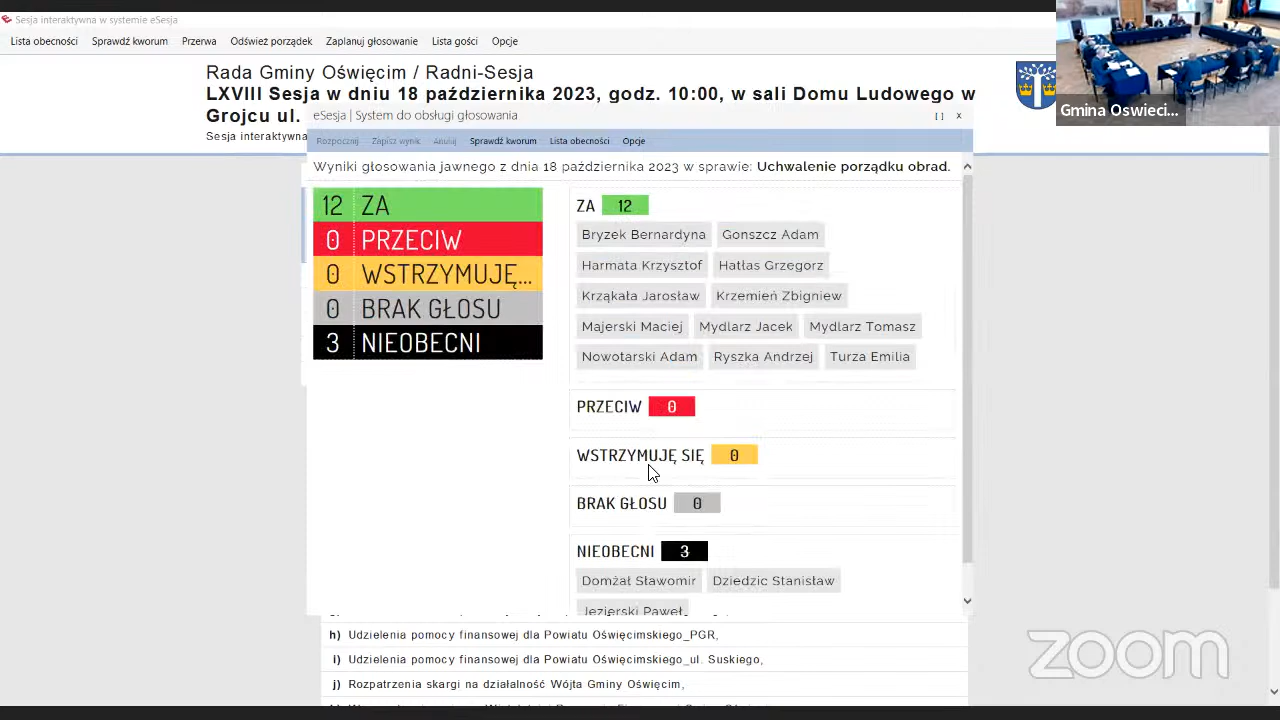 Sesja interaktywna w systemie eSesja
Lista obecności Sprawdź kworum Przerwa Odśwież porządek Zaplanuj głosowanie Lista gości Opcje
Rada Gminy Oświęcim / Radni-Sesja
LXVIII Sesja w dniu 18 października 2023, godz. 10:00, w sali Domu Ludowego w
Grojcu ul.
Sesja interaktywna
Gmina Oswieci...
eSesja | System do obsługi głosowania
Rozpocznij Zapisz wynik Anuluj Sprawdź kworum Lista obecności Opcje
Wyniki głosowania jawnego z dnia 18 października 2023 w sprawie: Uchwalenie porządku obrad.
12 ZA
0 PRZECIW
0 WSTRZYMUJĘ...
0 BRAK GŁOSU
3 NIEOBECNI
ZA 12
Bryzek Bernardyna Gonszcz Adam
Harmata Krzysztof Hatłas Grzegorz
Krząkała Jarosław Krzemień Zbigniew
Majerski Maciej Mydlarz Jacek Mydlarz Tomasz
Nowotarski Adam Ryszka Andrzej Turza Emilia
PRZECIW 0
WSTRZYMUJĘ SIĘ 0
BRAK GŁOSU 0
NIEOBECNI 3
Domżał Sławomir Dziedzic Stanisław
Jezierski Paweł
h) Udzielenia pomocy finansowej dla Powiatu Oświęcimskiego_PGR,
i) Udzielenia pomocy finansowej dla Powiatu Oświęcimskiego_ul. Suskiego,
j) Rozpatrzenia skargi na działalność Wójta Gminy Oświęcim,
zoom